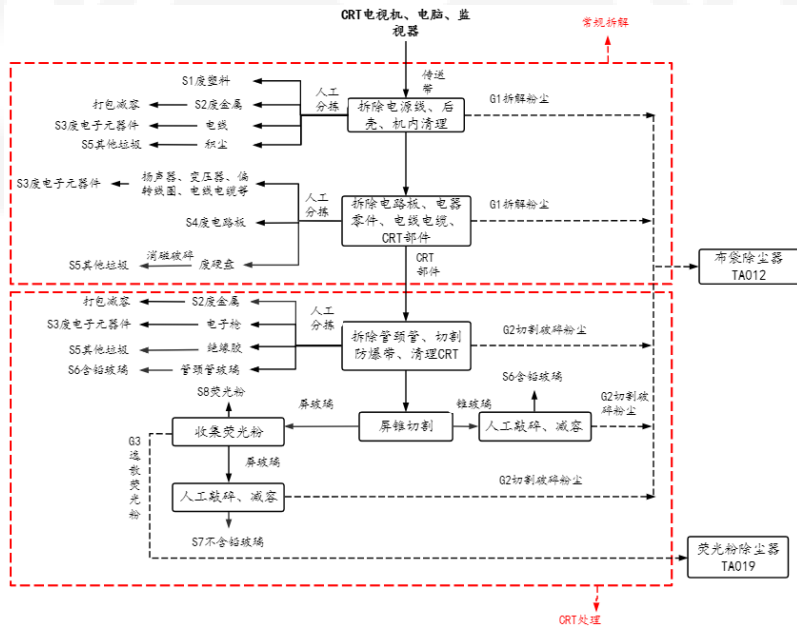 CRT电视机、电脑、监
视器
常规拆解
传送
带
S1废塑料
人工
分拣
打包减容
S2废金属
拆除电源线、后
壳、机内清理
G1拆解粉尘
S3废电子元器件
电线
S5其他垃圾
积尘
S3废电子元器件
扬声器、变压器、偏
转线圈、电线电缆等
人工
分拣
拆除电路板、电器
零件、电线电缆、
CRT部件
G1拆解粉尘
S4废电路板
S5其他垃圾
消磁破碎
废硬盘
CRT
部件
布袋除尘器
TA012
打包减容
S2废金属
人工
分拣
S3废电子元器件
电子枪
拆除管颈管、切割
防爆带、清理CRT
G2切割破碎粉尘
S5其他垃圾
绝缘胶
S6含铅玻璃
管颈管玻璃
S6含铅玻璃
S8荧光粉
屏玻璃
锥玻璃
G2切割破
碎粉尘
收集荧光粉
屏锥切割
人工敲碎、减容
G3
逸散荧光粉
屏玻璃
人工敲碎、减容
G2切割破碎粉尘
S7不含铅玻璃
荧光粉除尘器
TA019
CRT处理